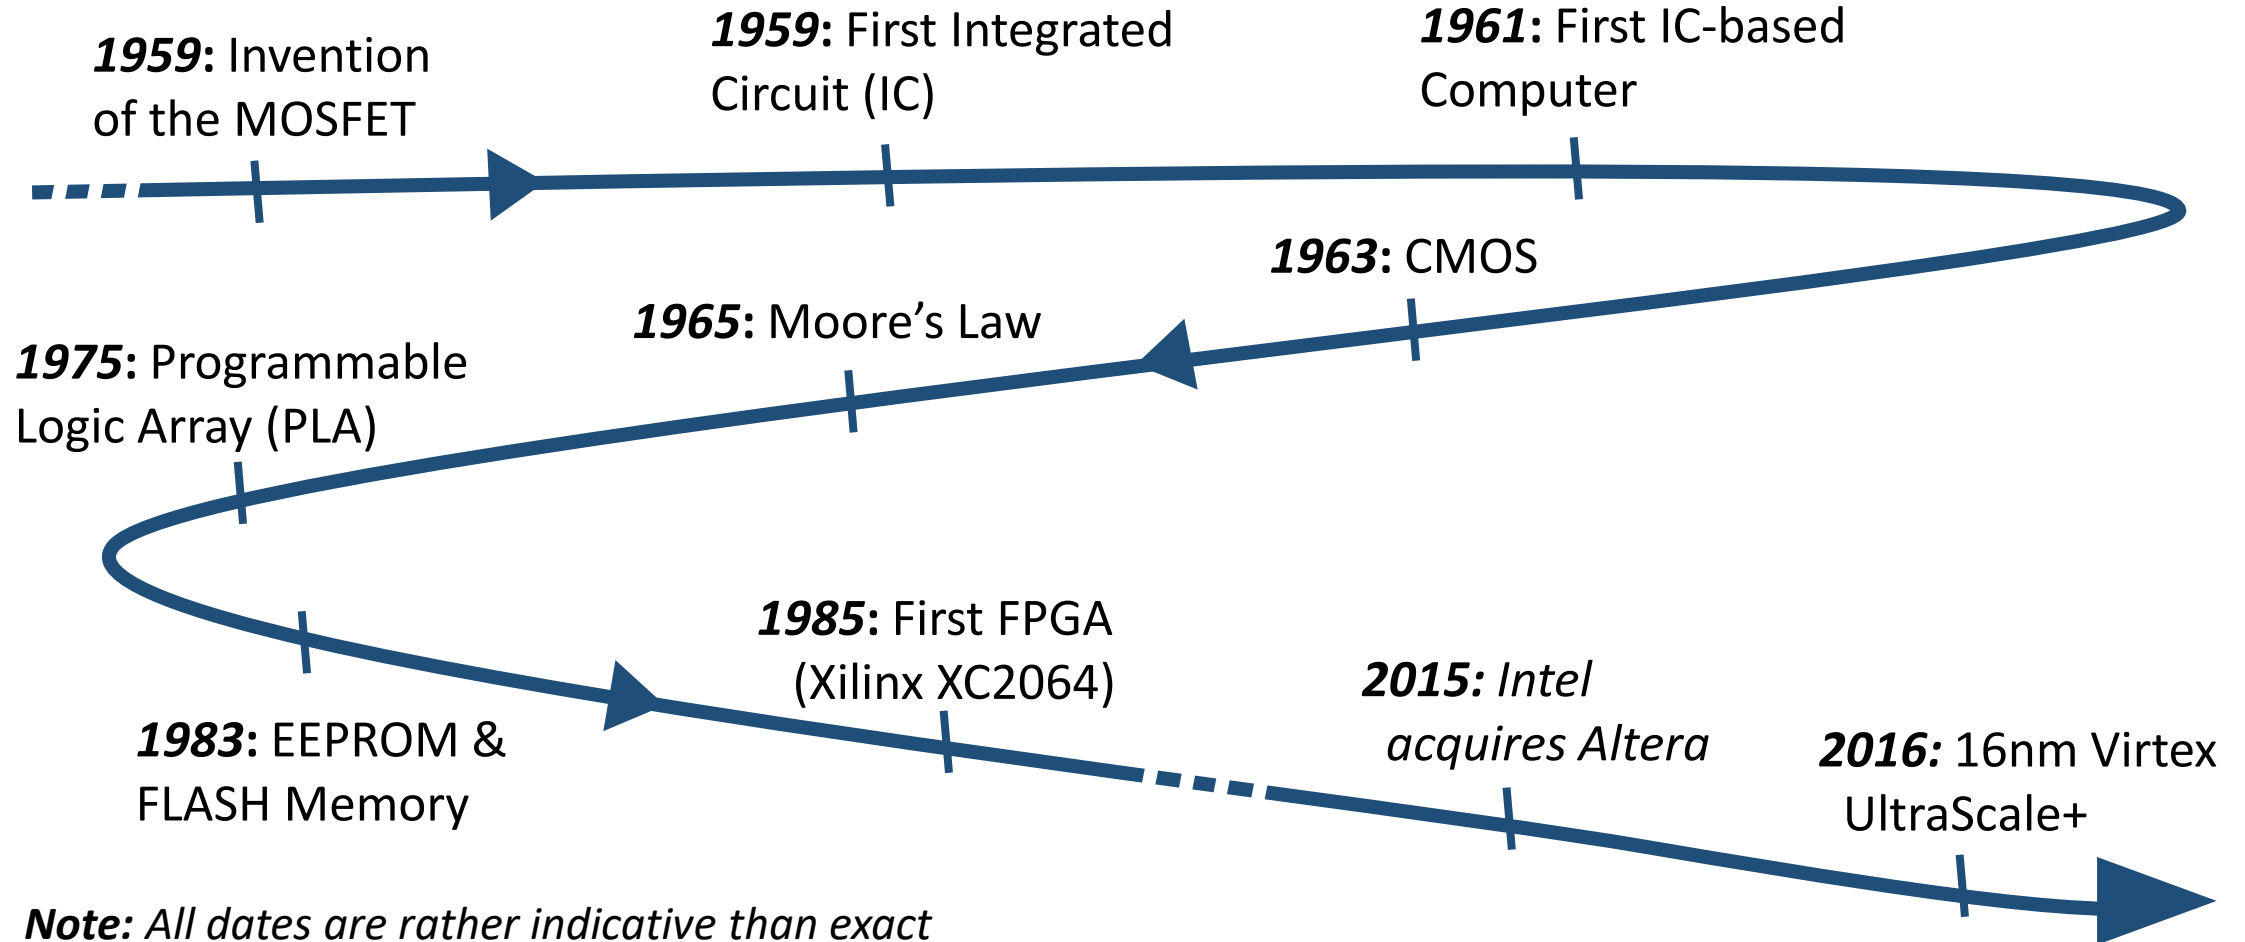 1959: Invention
of the MOSFET
1959: First Integrated
Circuit (IC)
1961: First IC-based
Computer
1963: CMOS
1965: Moore’s Law
1975: Programmable
Logic Array (PLA)
1983: EEPROM &
FLASH Memory
1985: First FPGA
(Xilinx XC2064)
2015: Intel
acquires Altera
2016: 16nm Virtex
UltraScale+
Note: All dates are rather indicative than exact